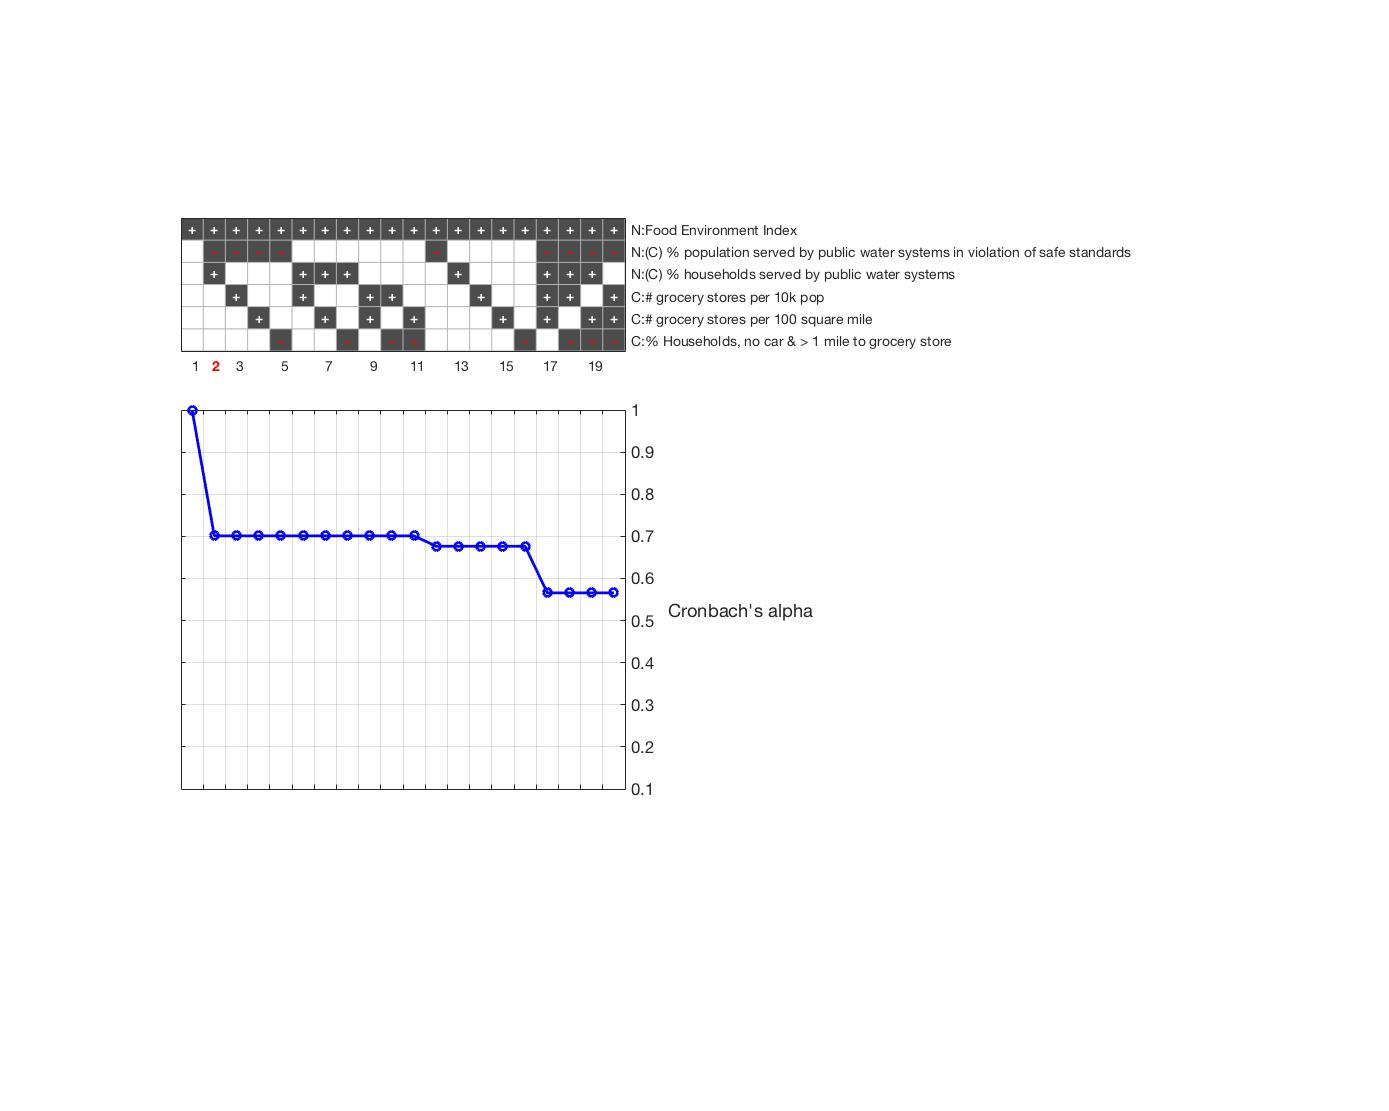 + + + + + + + + + + + + + + + + + + + + N:Food Environment Index
- - - - - - - - - N:(C) % population served by public water systems in violation of safe standards
+ + + + + + + + N:(C) % households served by public water systems
+ + + + + + + + C:# grocery stores per 10k pop
+ + + + + + + + C:# grocery stores per 100 square mile
- - - - - - - - C:% Households, no car & > 1 mile to grocery store
1 2 3 5 7 9 11 13 15 17 19
1
0.9
0.8
0.7
0.6
Cronbach's alpha
0.5
0.4
0.3
0.2
0.1